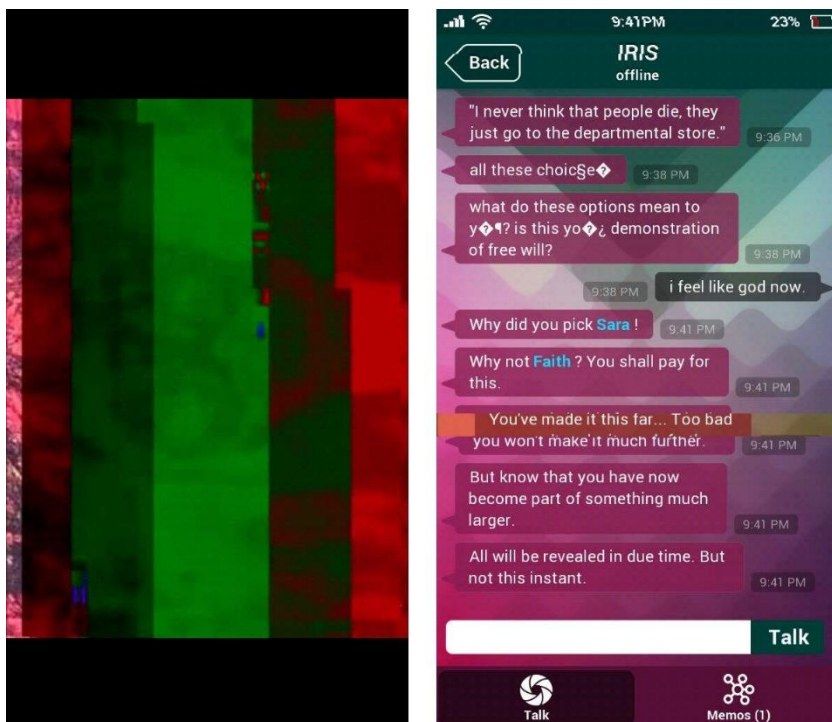 9:41PM
23%
Back
IRIS
offline
"I never think that people die, they
just go to the departmental store."
9:36 PM
all these choic§e�
9:38 PM
what do these options mean to
y�¶? is this yo�¿ demonstration
of free will?
9:38 PM
i feel like god now.
9:38 PM
Why did you pick Sara !
9:41 PM
Why not Faith ? You shall pay for
this.
9:41 PM
You've made it this far... Too bad
you won't make it much further.
9:41 PM
But know that you have now
become part of something much
larger.
9:41 PM
All will be revealed in due time. But
not this instant.
9:41 PM
Talk
Talk
Memos (1)